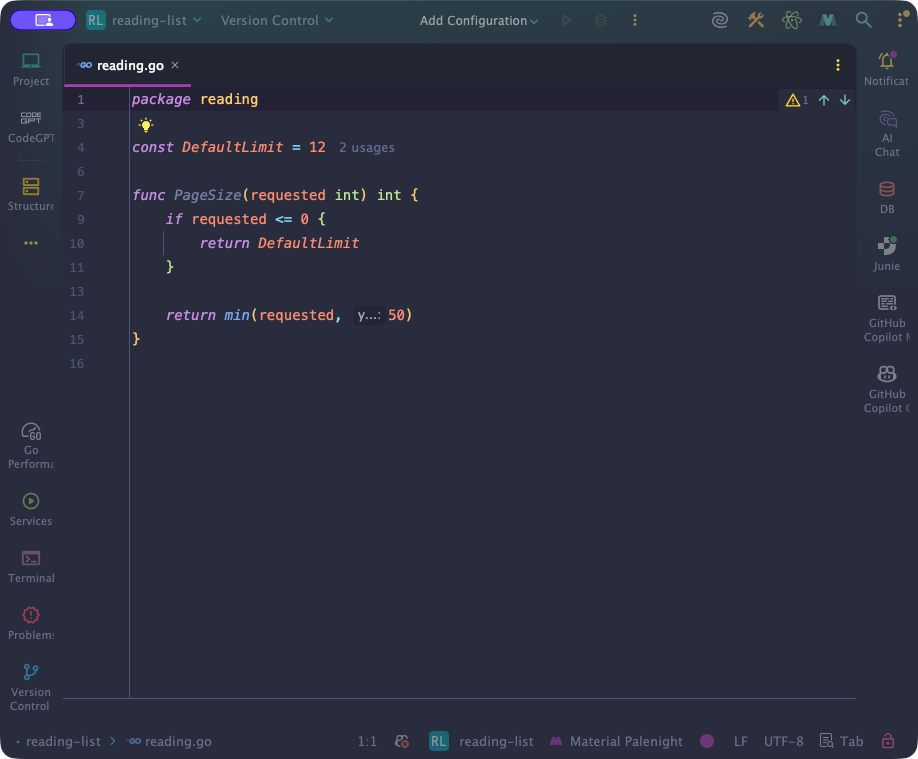 RL reading-list Version Control Add Configuration
Project
CodeGPT
Structure
Go
Performa
Services
Terminal
Problems
Version
Control
GO reading.go
1 package reading
3
4 const DefaultLimit = 12 2 usages
6
7 func PageSize(requested int) int {
9 if requested <= 0 {
10 return DefaultLimit
11 }
13
14 return min(requested, y...: 50)
15 }
16
1
Notificat
AI
Chat
DB
Junie
GitHub
Copilot
GitHub
Copilot
reading-list > GO reading.go 1:1 RL reading-list Material Palenight LF UTF-8 Tab